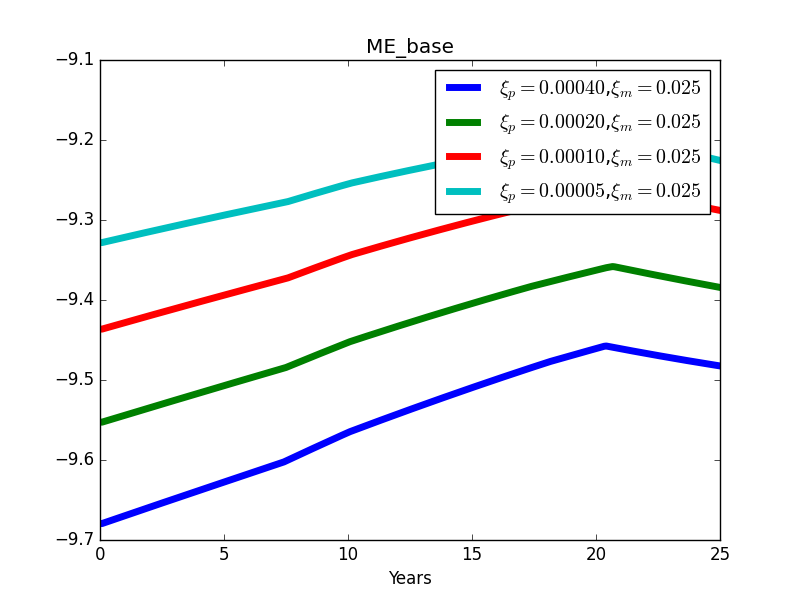 ME_base
−9.1
−9.2
−9.3
−9.4
−9.5
−9.6
−9.7
ξp = 0.00040,ξm = 0.025
ξp = 0.00020,ξm = 0.025
ξp = 0.00010,ξm = 0.025
ξp = 0.00005,ξm = 0.025
0 5 10 15 20 25
Years